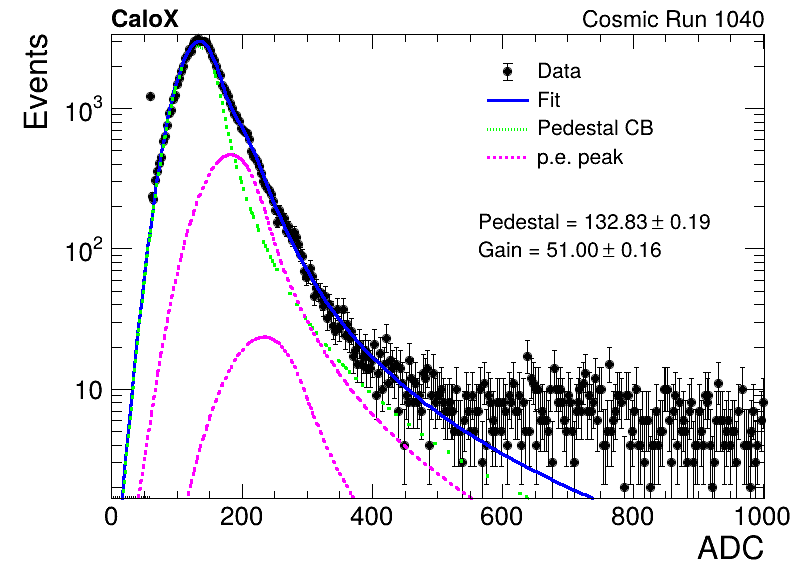 CaloX Cosmic Run 1040
Events
Data
Fit
Pedestal CB
p.e. peak
Pedestal = 132.83 ± 0.19
Gain = 51.00 ± 0.16
10³
10²
10
0 200 400 600 800 1000
ADC